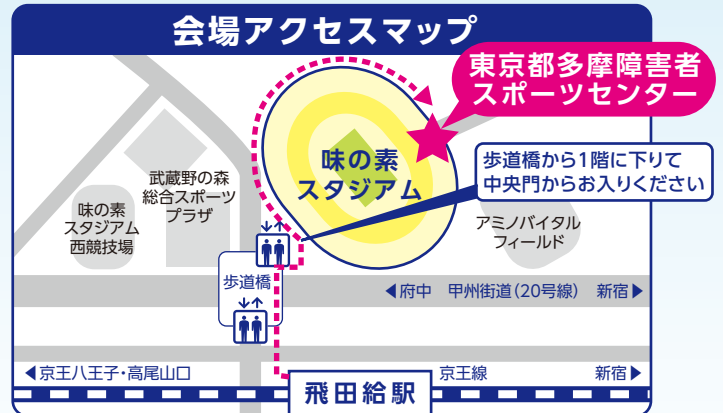 会場アクセスマップ
東京都多摩障害者
スポーツセンター
味の素
スタジアム
歩道橋から1階に下りて
中央門からお入りください
武蔵野の森
総合スポーツ
プラザ
味の素
スタジアム
西競技場
アミノバイタル
フィールド
歩道橋
◀府中 甲州街道(20号線) 新宿▶
◀京王八王子・高尾山口
京王線
新宿▶
飛田給駅